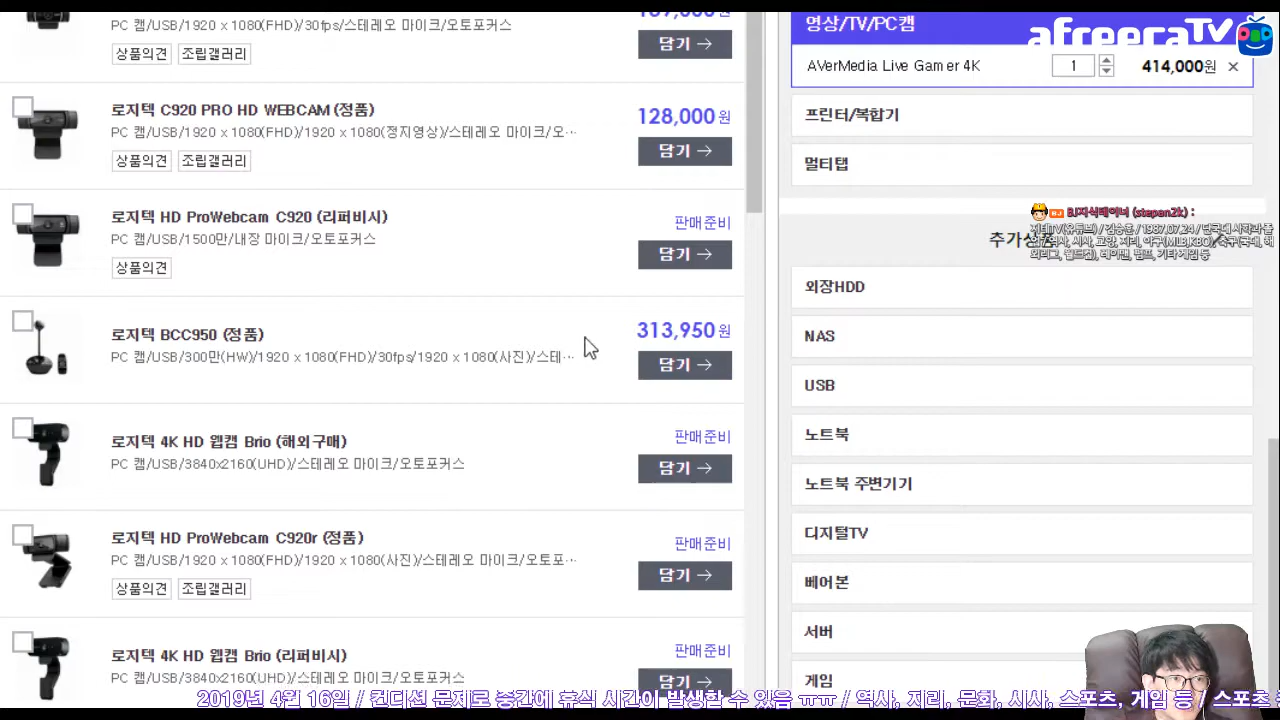 PC 캠/USB/1920 x 1080(FHD)/30fps/스테레오 마이크/오토포커스
상품의견 조립갤러리
담기 →
로지텍 C920 PRO HD WEBCAM (정품)
PC 캠/USB/1920 x 1080(FHD)/1920 x 1080(정지영상)/스테레오 마이크/오…
상품의견 조립갤러리
128,000원
담기 →
로지텍 HD ProWebcam C920 (리퍼비시)
PC 캠/USB/1500만/내장 마이크/오토포커스
상품의견
판매준비
담기 →
로지텍 BCC950 (정품)
PC 캠/USB/300만(HW)/1920 x 1080(FHD)/30fps/1920 x 1080(사진)/스테…
313,950원
담기 →
로지텍 4K HD 웹캠 Brio (해외구매)
PC 캠/USB/3840x2160(UHD)/스테레오 마이크/오토포커스
판매준비
담기 →
로지텍 HD ProWebcam C920r (정품)
PC 캠/USB/1920 x 1080(FHD)/1920 x 1080(사진)/스테레오 마이크/오토포…
상품의견 조립갤러리
판매준비
담기 →
로지텍 4K HD 웹캠 Brio (리퍼비시)
PC 캠/USB/3840x2160(UHD)/스테레오 마이크/오토포커스
판매준비
담기 →
영상/TV/PC캠
afreecaTV
AVerMedia Live Gamer 4K 1 414,000원 ×
프린터/복합기
멀티탭
BJ BJ지식테이너 (stepan2k) :
외장HDD
NAS
USB
노트북
노트북 주변기기
디지털TV
베어본
서버
게임
2019년 4월 16일 / 컨디션 문제로 중간에 휴식 시간이 발생할 수 있음 ㅠㅠ / 역사, 지리, 문화, 시사, 스포츠, 게임 등 / 스포츠